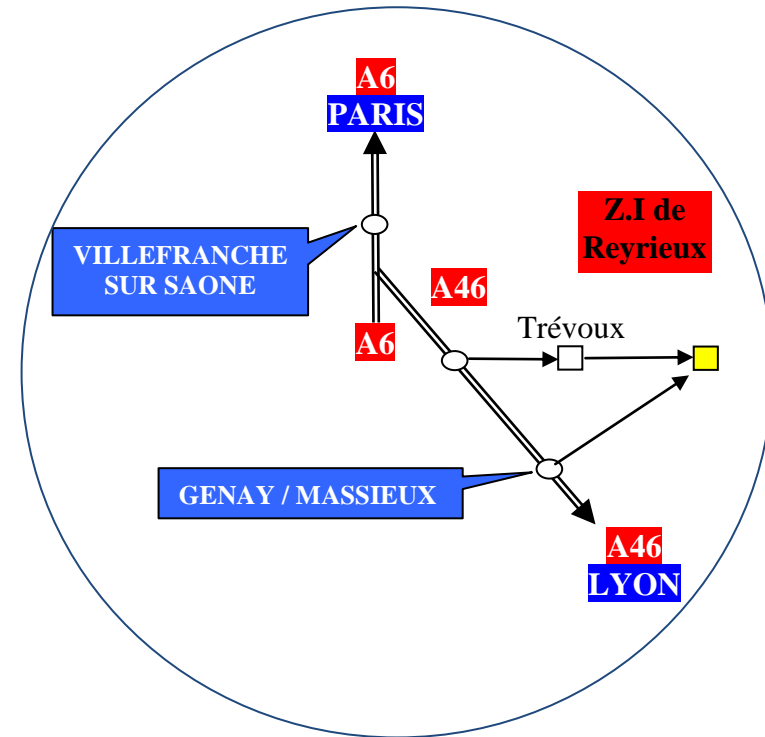 A6
PARIS
Z.I de
Reyrieux
VILLEFRANCHE
SUR SAONE
A46
Trévoux
A6
GENAY / MASSIEUX
A46
LYON